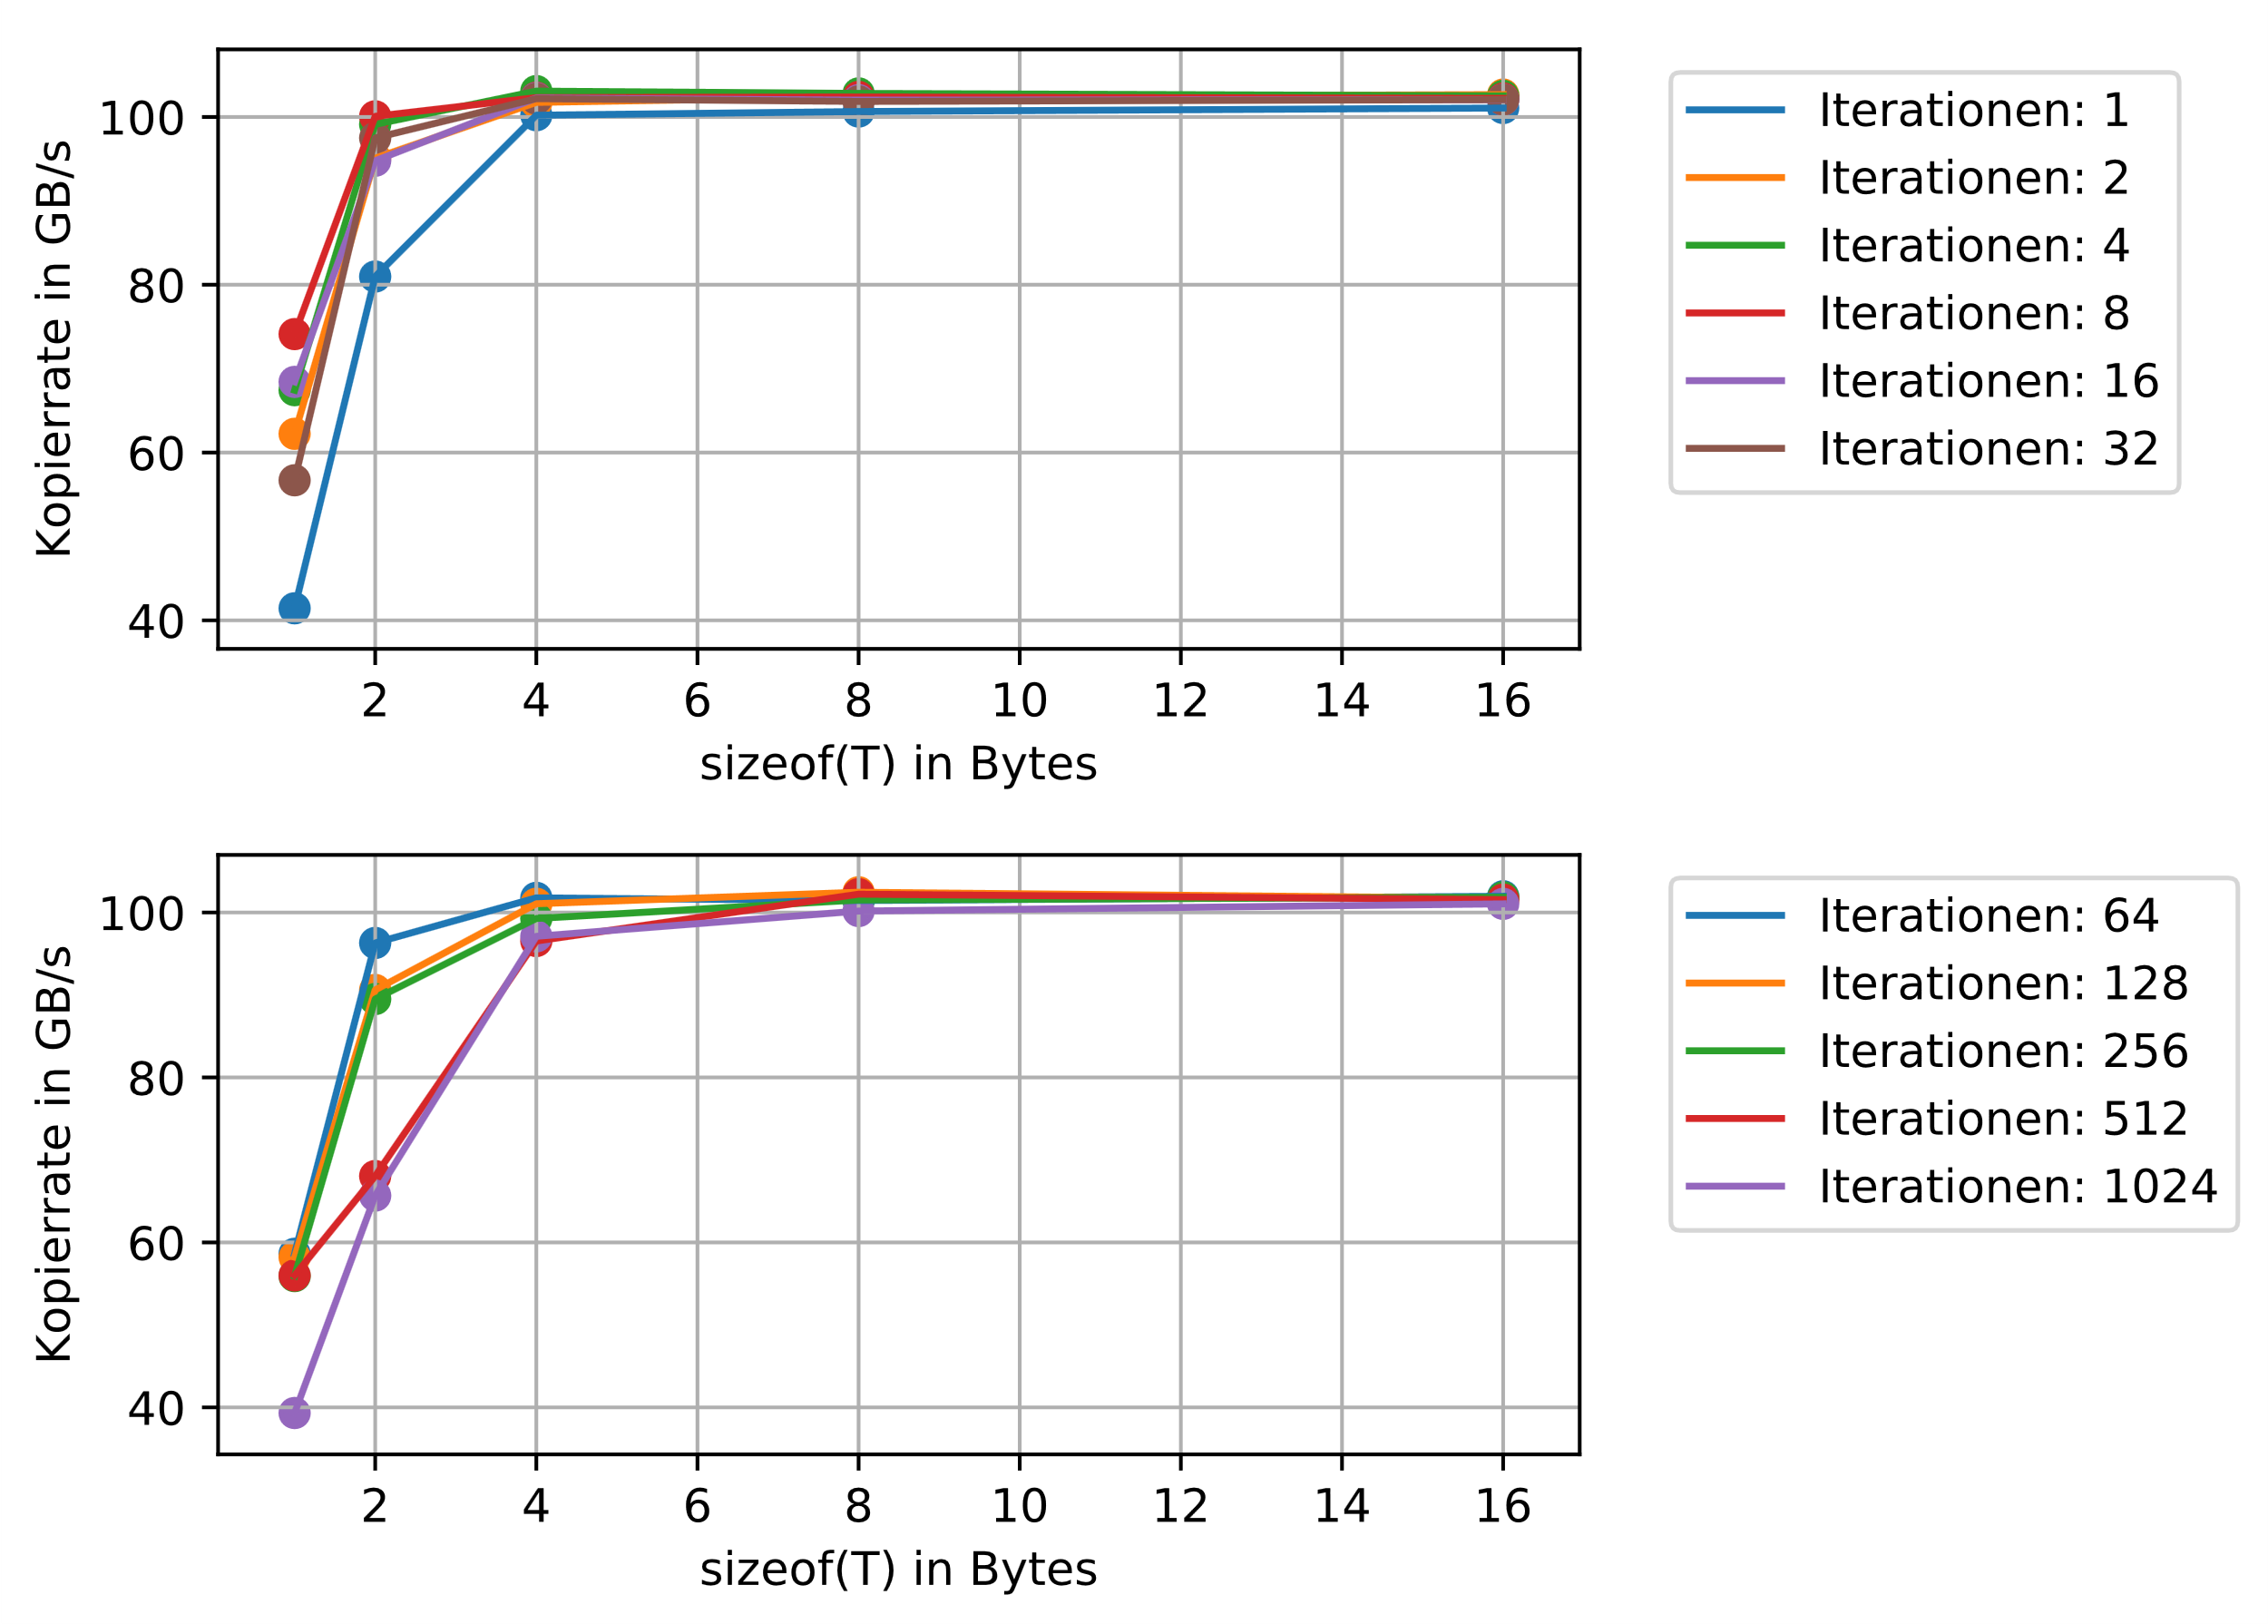 Kopierrate in GB/s
100
80
60
40
2 4 6 8 10 12 14 16
sizeof(T) in Bytes
Iterationen: 1
Iterationen: 2
Iterationen: 4
Iterationen: 8
Iterationen: 16
Iterationen: 32
Kopierrate in GB/s
100
80
60
40
2 4 6 8 10 12 14 16
sizeof(T) in Bytes
Iterationen: 64
Iterationen: 128
Iterationen: 256
Iterationen: 512
Iterationen: 1024